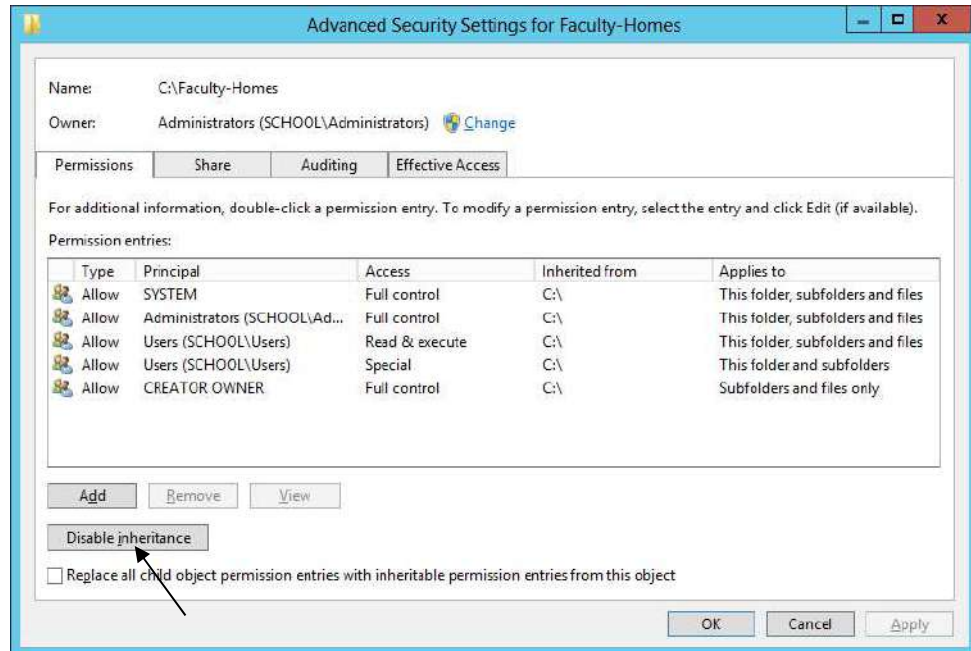 Advanced Security Settings for Faculty-Homes
Name: C:\Faculty-Homes
Owner: Administrators (SCHOOL\Administrators) Change
Permissions Share Auditing Effective Access
For additional information, double-click a permission entry. To modify a permission entry, select the entry and click Edit (if available).
Permission entries:
Type Principal Access Inherited from Applies to
Allow SYSTEM Full control C:\ This folder, subfolders and files
Allow Administrators (SCHOOL\Ad... Full control C:\ This folder, subfolders and files
Allow Users (SCHOOL\Users) Read & execute C:\ This folder, subfolders and files
Allow Users (SCHOOL\Users) Special C:\ This folder and subfolders
Allow CREATOR OWNER Full control C:\ Subfolders and files only
Add Remove View
Disable inheritance
Replace all child object permission entries with inheritable permission entries from this object
OK Cancel Apply